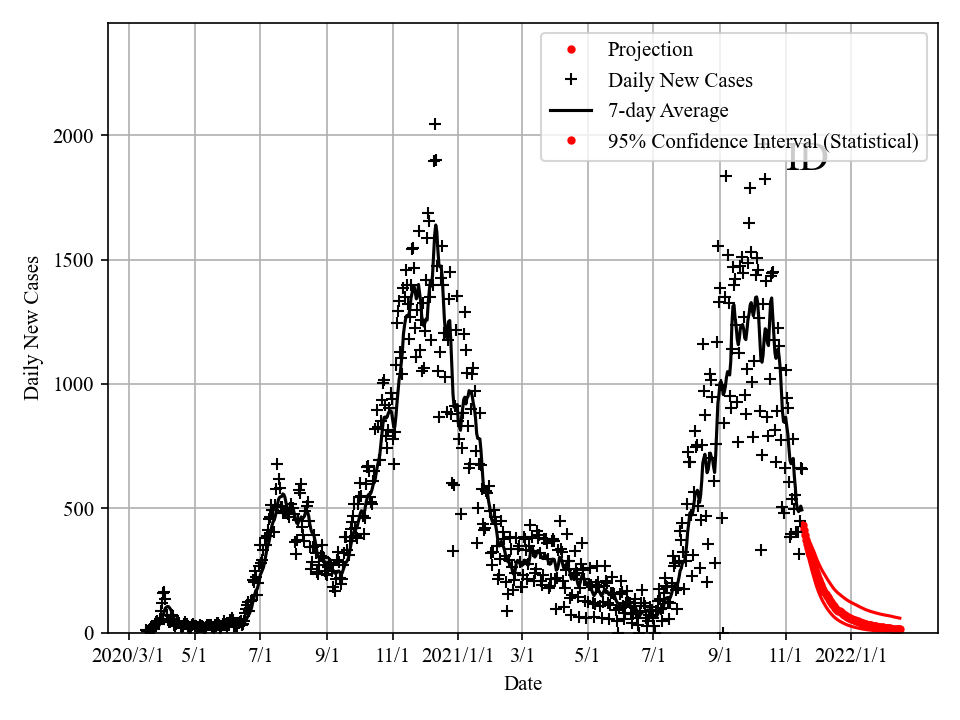 Projection
Daily New Cases
7-day Average
95% Confidence Interval (Statistical)
ID
2000
1500
1000
500
0
Daily New Cases
2020/3/1 5/1 7/1 9/1 11/1 2021/1/1 3/1 5/1 7/1 9/1 11/1 2022/1/1
Date